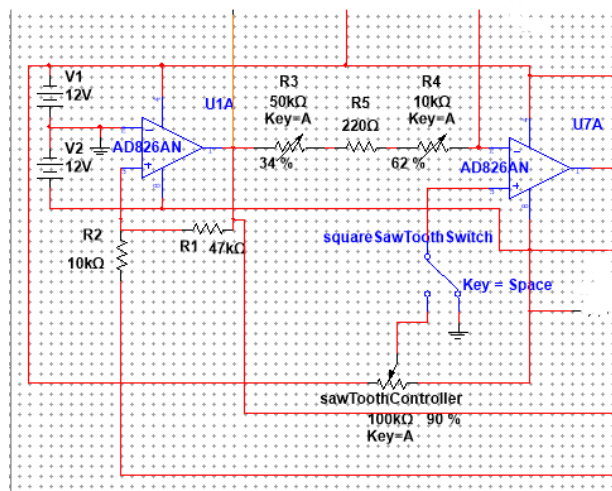 V1
12V
V2
12V
U1A
AD826AN
R3
50kΩ
Key=A
34 %
R5
220Ω
R4
10kΩ
Key=A
62 %
U7A
AD826AN
R2
10kΩ
R1
47kΩ
squareSawToothSwitch
Key = Space
sawToothController
100kΩ 90 %
Key=A